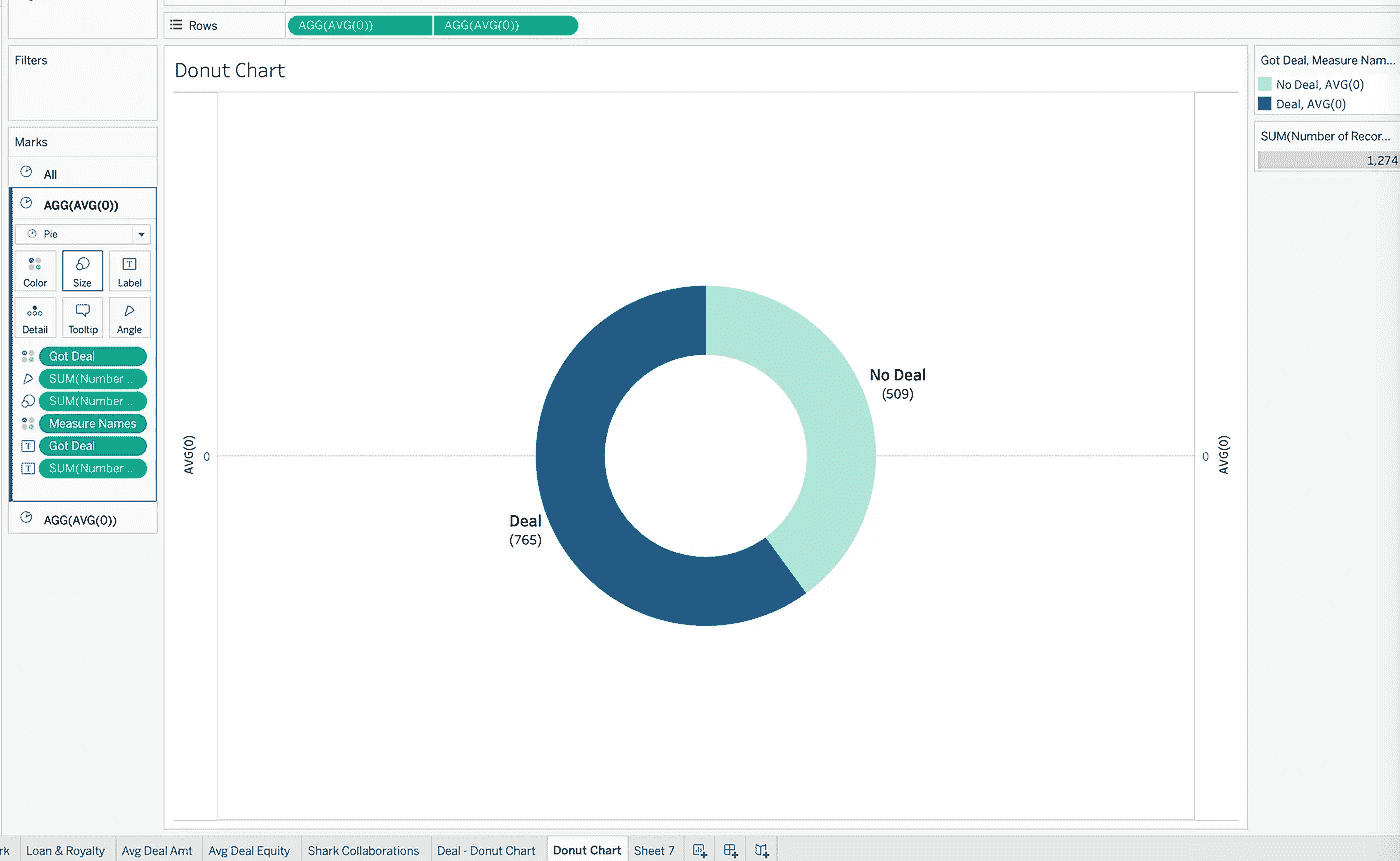 Rows
AGG(AVG(0))
AGG(AVG(0))
Filters
Marks
All
AGG(AVG(0))
Pie
Color
Size
Label
Detail
Tooltip
Angle
Got Deal
SUM(Number ..
SUM(Number ..
Measure Names
Got Deal
SUM(Number ..
AGG(AVG(0))
Donut Chart
AVG(0)
0
No Deal
(509)
Deal
(765)
0
AVG(0)
Got Deal, Measure Nam...
No Deal, AVG(0)
Deal, AVG(0)
SUM(Number of Recor...
1,274
rk
Loan & Royalty
Avg Deal Amt
Avg Deal Equity
Shark Collaborations
Deal - Donut Chart
Donut Chart
Sheet 7